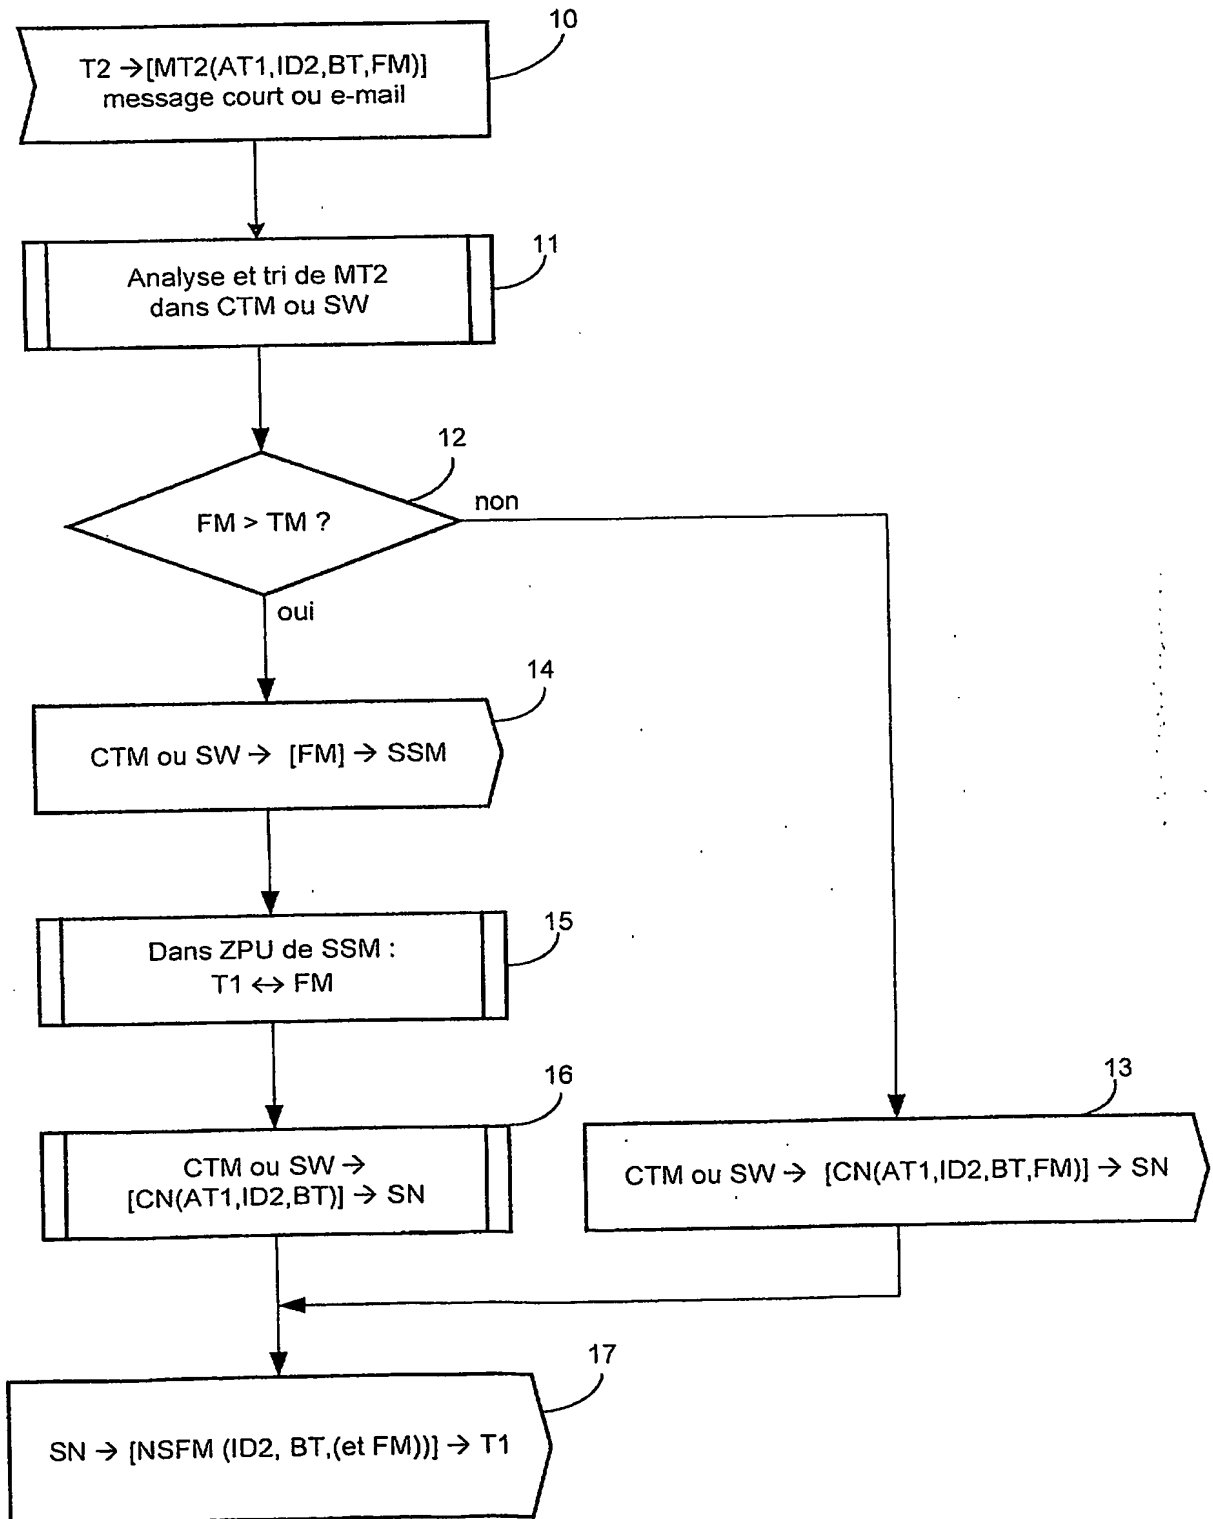 10
T2 →[MT2(AT1,ID2,BT,FM)]
message court ou e-mail
11
Analyse et tri de MT2
dans CTM ou SW
12
FM > TM ?
non
oui
14
CTM ou SW → [FM] → SSM
15
Dans ZPU de SSM :
T1 ↔ FM
16
CTM ou SW →
[CN(AT1,ID2,BT)] → SN
13
CTM ou SW → [CN(AT1,ID2,BT,FM)] → SN
17
SN → [NSFM (ID2, BT,(et FM))] → T1